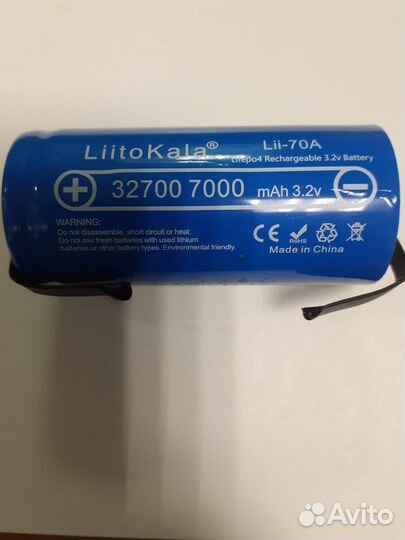 LiitoKala®
Lii-70A
Lifepo4 Rechargeable 3.2v Battery
32700 7000 mAh 3.2v
Do not disassemble, short circuit or heat:
Do not mix fresh batteries with used lithium
batteries or other battery types. Environmental friendly.
CE RoHS
Made in China
Avito